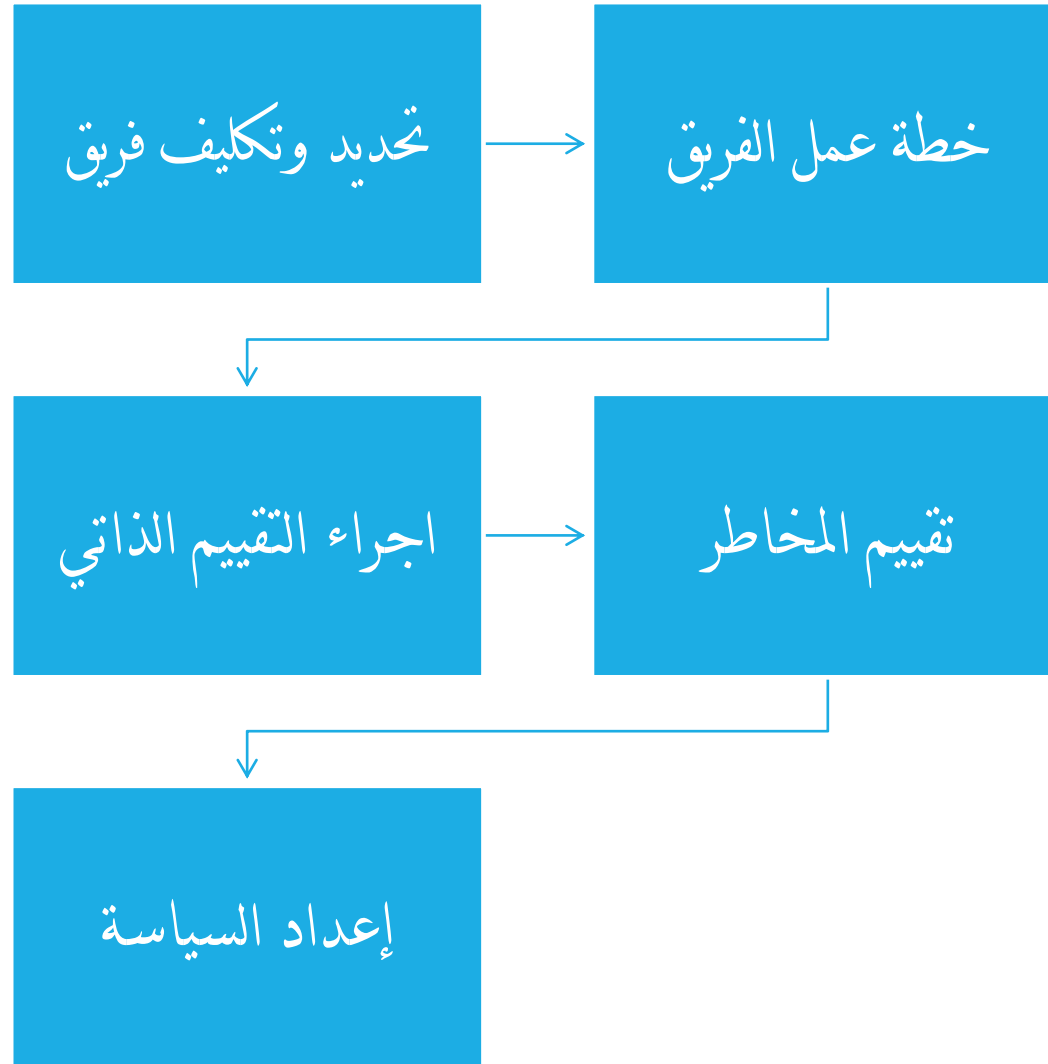 تحديد وتكليف فريق
خطة عمل الفريق
اجراء التقييم الذاتي
تقييم المخاطر
إعداد السياسة